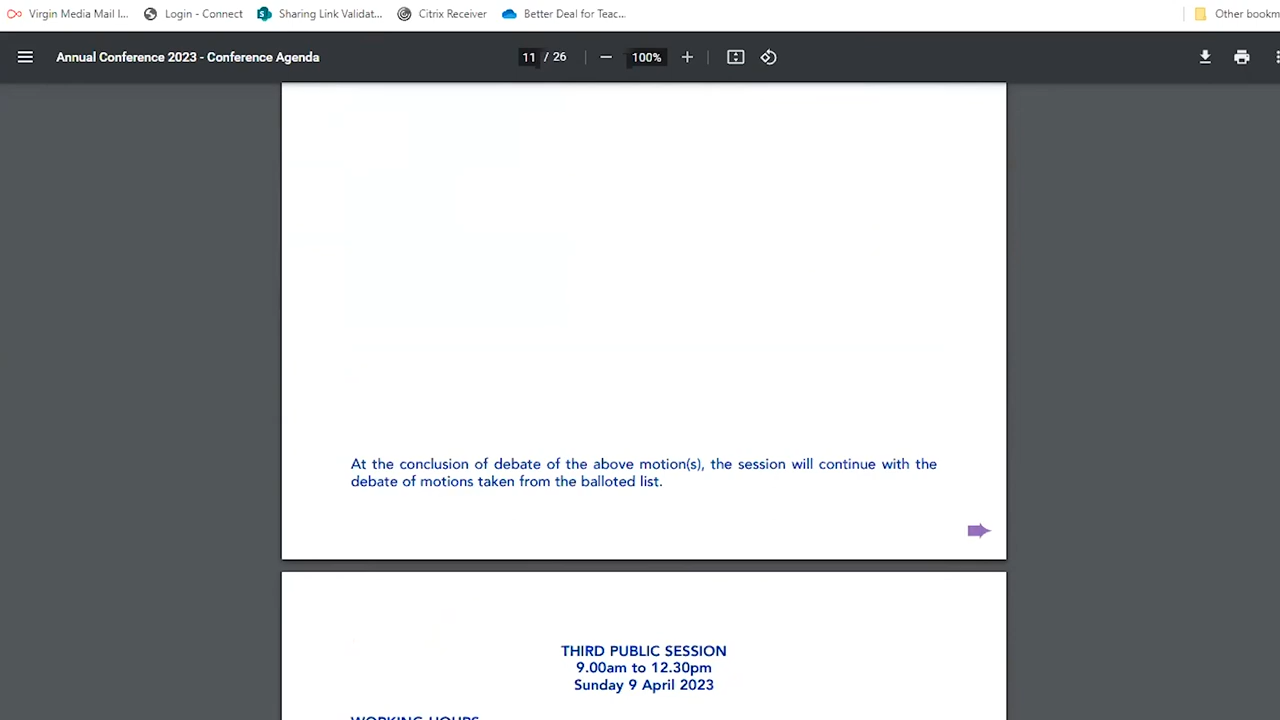 Virgin Media Mail I... Login - Connect Sharing Link Validat... Citrix Receiver Better Deal for Teac... Other bookm
Annual Conference 2023 - Conference Agenda 11 / 26 100%
At the conclusion of debate of the above motion(s), the session will continue with the
debate of motions taken from the balloted list.
THIRD PUBLIC SESSION
9.00am to 12.30pm
Sunday 9 April 2023
WORKING HOURS